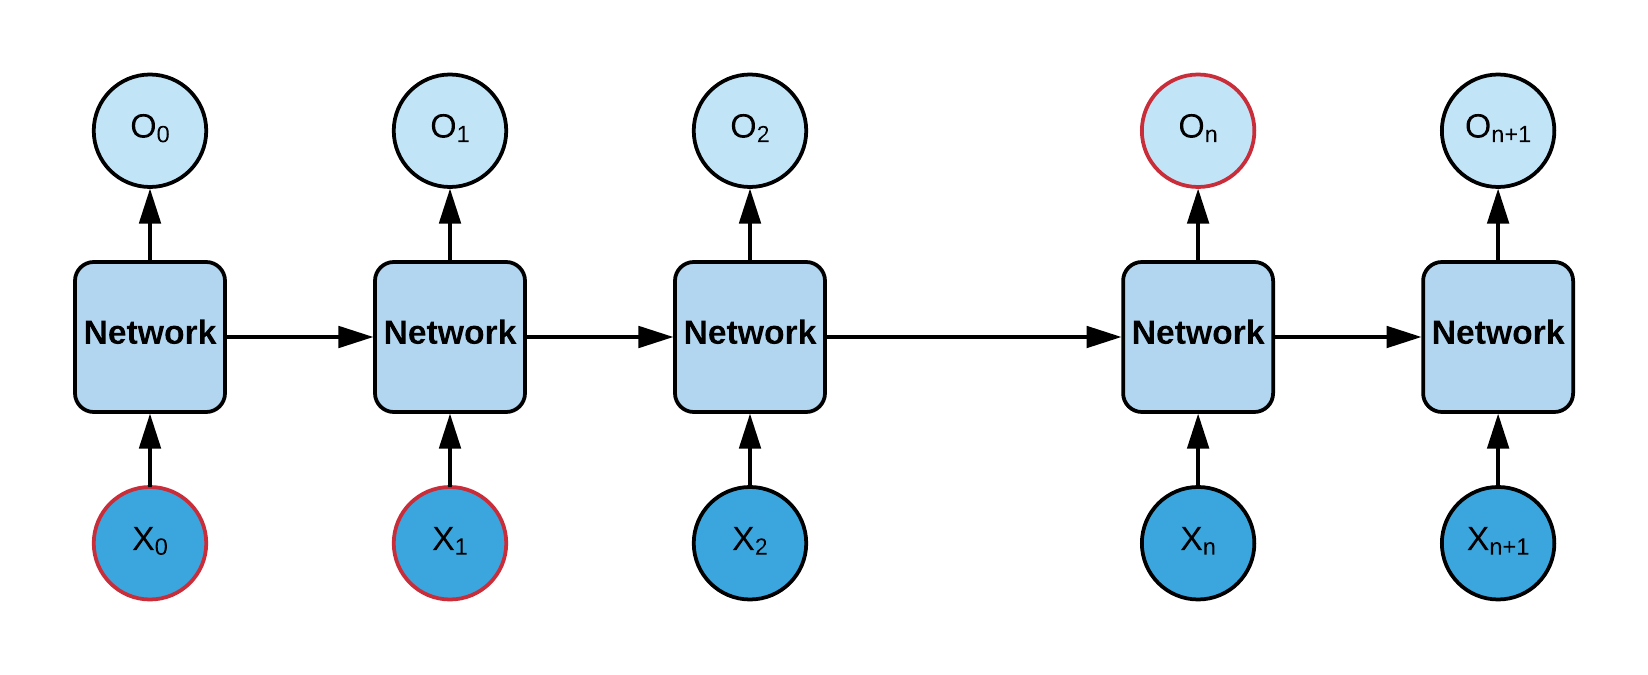 O₀ O₁ O₂ Oₙ Oₙ₊₁
Network Network Network Network Network
X₀ X₁ X₂ Xₙ Xₙ₊₁